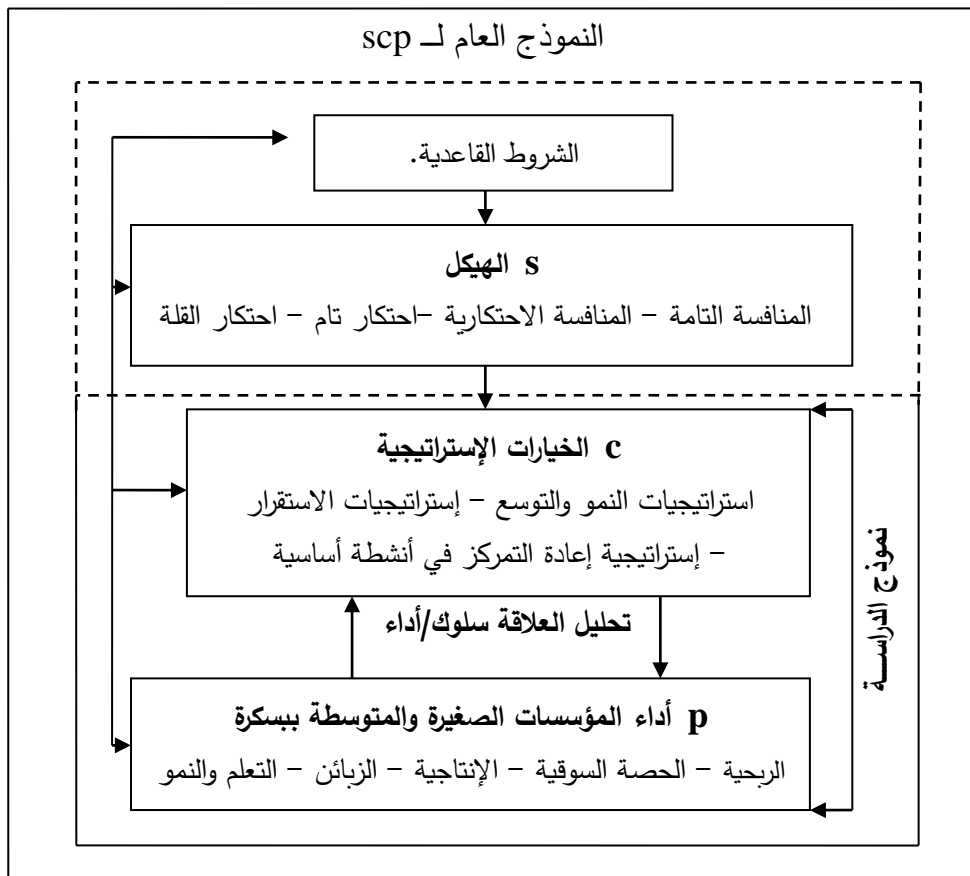 النموذج العام لــ scp
الشروط القاعدية.
s الهيكل
المنافسة التامة – المنافسة الاحتكارية –احتكار تام – احتكار القلة
c الخيارات الإستراتيجية
استراتيجيات النمو والتوسع – إستراتيجيات الاستقرار
– إستراتيجية إعادة التمركز في أنشطة أساسية
تحليل العلاقة سلوك/أداء
نموذج الدراســـة
p أداء المؤسسات الصغيرة والمتوسطة ببسكرة
الربحية – الحصة السوقية – الإنتاجية – الزبائن – التعلم والنمو